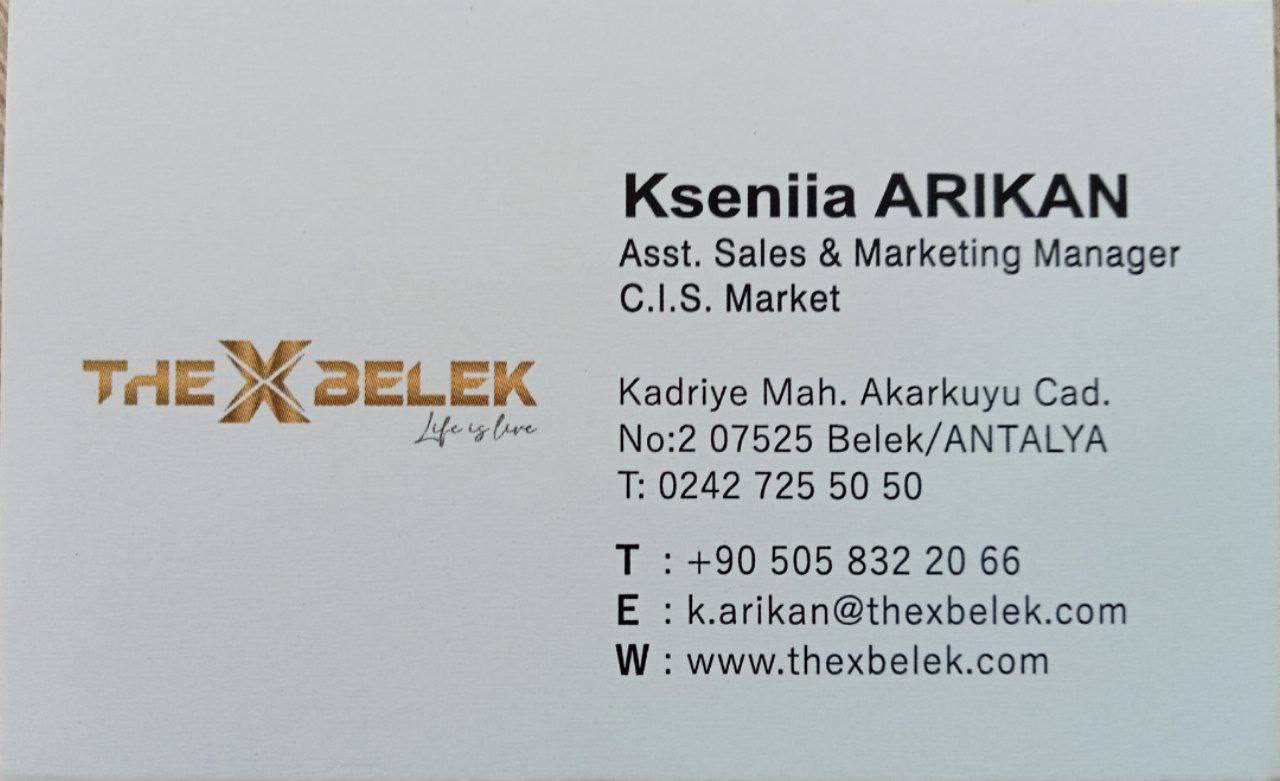 THE X BELEK
Life is live
Kseniia ARIKAN
Asst. Sales & Marketing Manager
C.I.S. Market
Kadriye Mah. Akarkuyu Cad.
No:2 07525 Belek/ANTALYA
T: 0242 725 50 50
T : +90 505 832 20 66
E : k.arikan@thexbelek.com
W : www.thexbelek.com